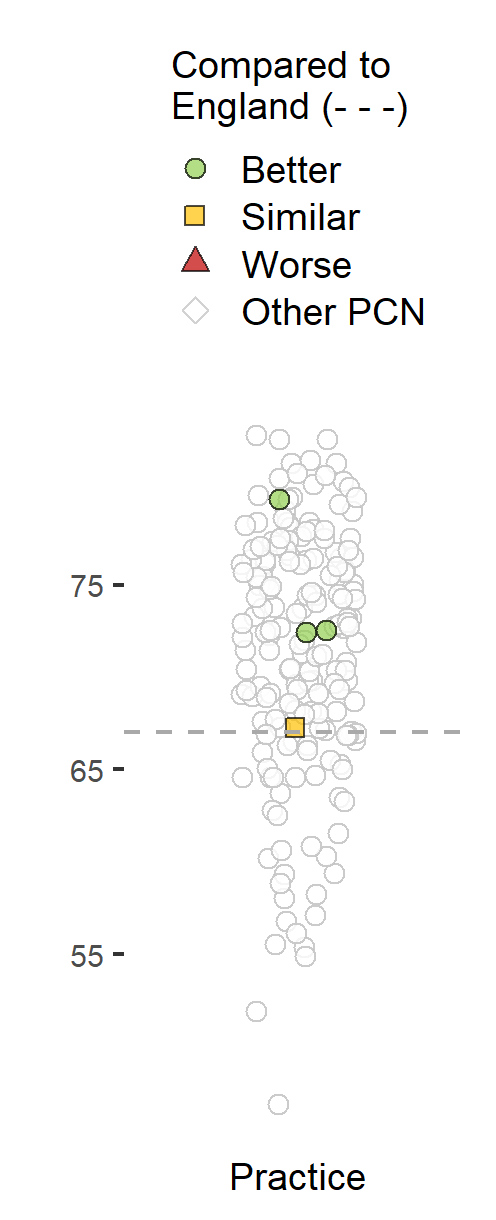 Compared to
England (- - -)
Better
Similar
Worse
Other PCN
75
65
55
Practice